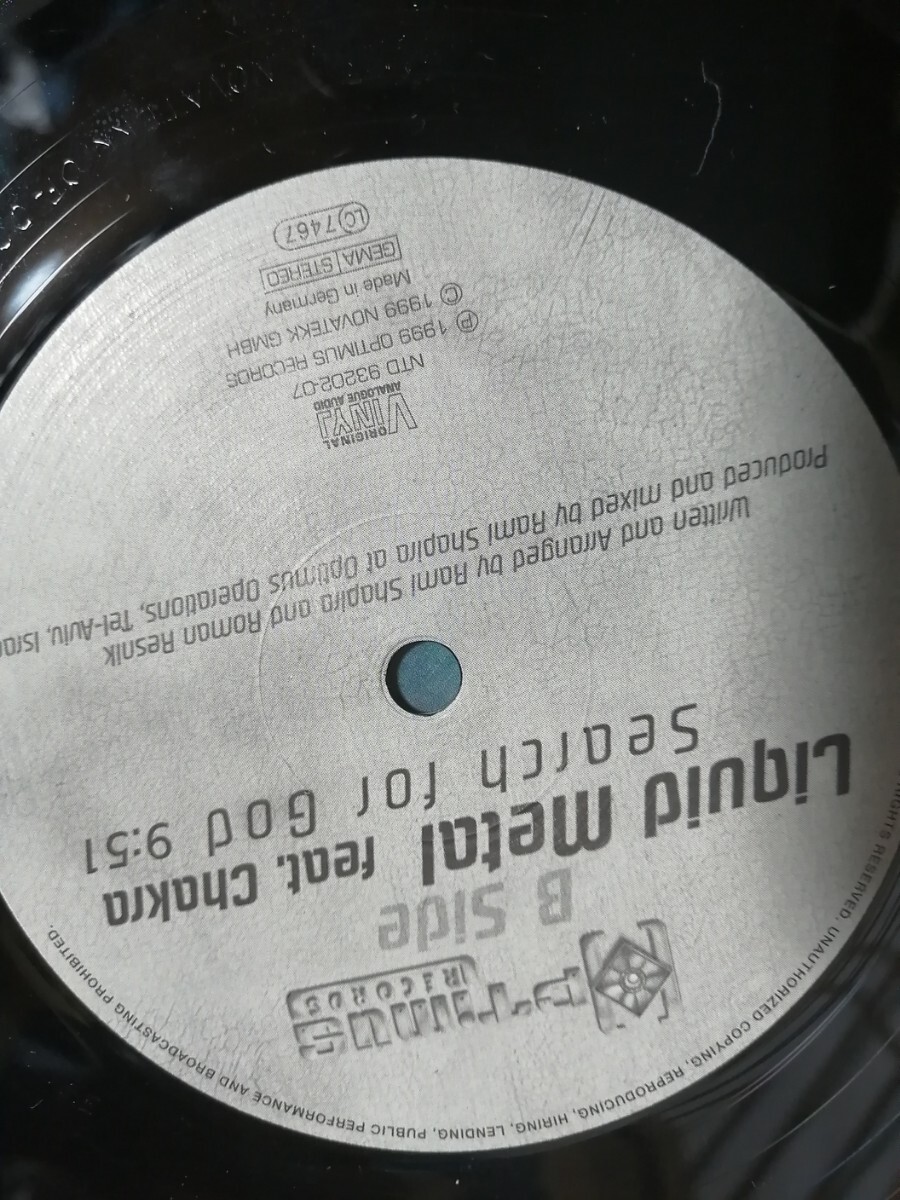 Optimus
RECORDS
B Side
Liquid Metal feat. Chakra
Search for God 9:51
Written and Arranged by Rami Shapira and Roman Resnik
Produced and mixed by Rami Shapira at Optimus Operations, Tel-Aviv, Isra
ORIGINAL
VINYL
ANALOGUE AUDIO
NTD 93202-07
Ⓟ 1999 OPTIMUS RECORDS
© 1999 NOVATEKK GMBH
Made in Germany
GEMA STEREO
LC 7467
RIGHTS RESERVED. UNAUTHORIZED COPYING, REPRODUCING, HIRING, LENDING, PUBLIC PERFORMANCE AND BROADCASTING PROHIBITED.